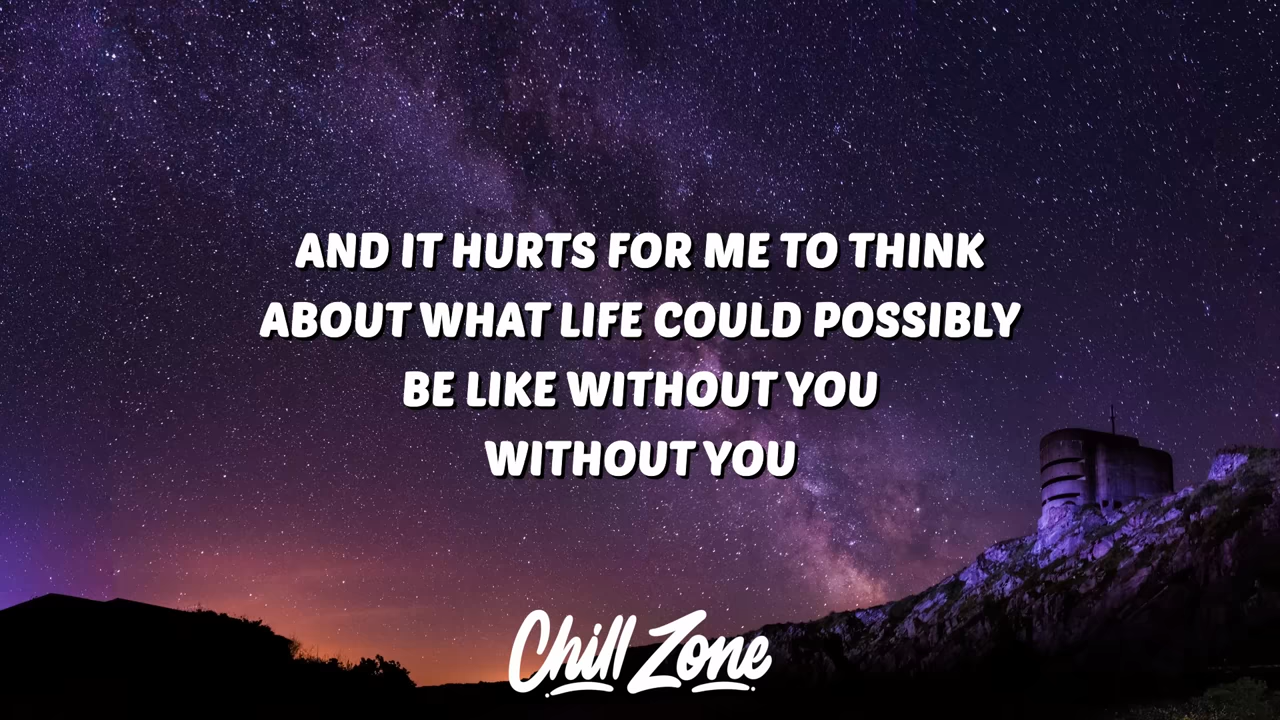 AND IT HURTS FOR ME TO THINK
ABOUT WHAT LIFE COULD POSSIBLY
BE LIKE WITHOUT YOU
WITHOUT YOU
Chill Zone